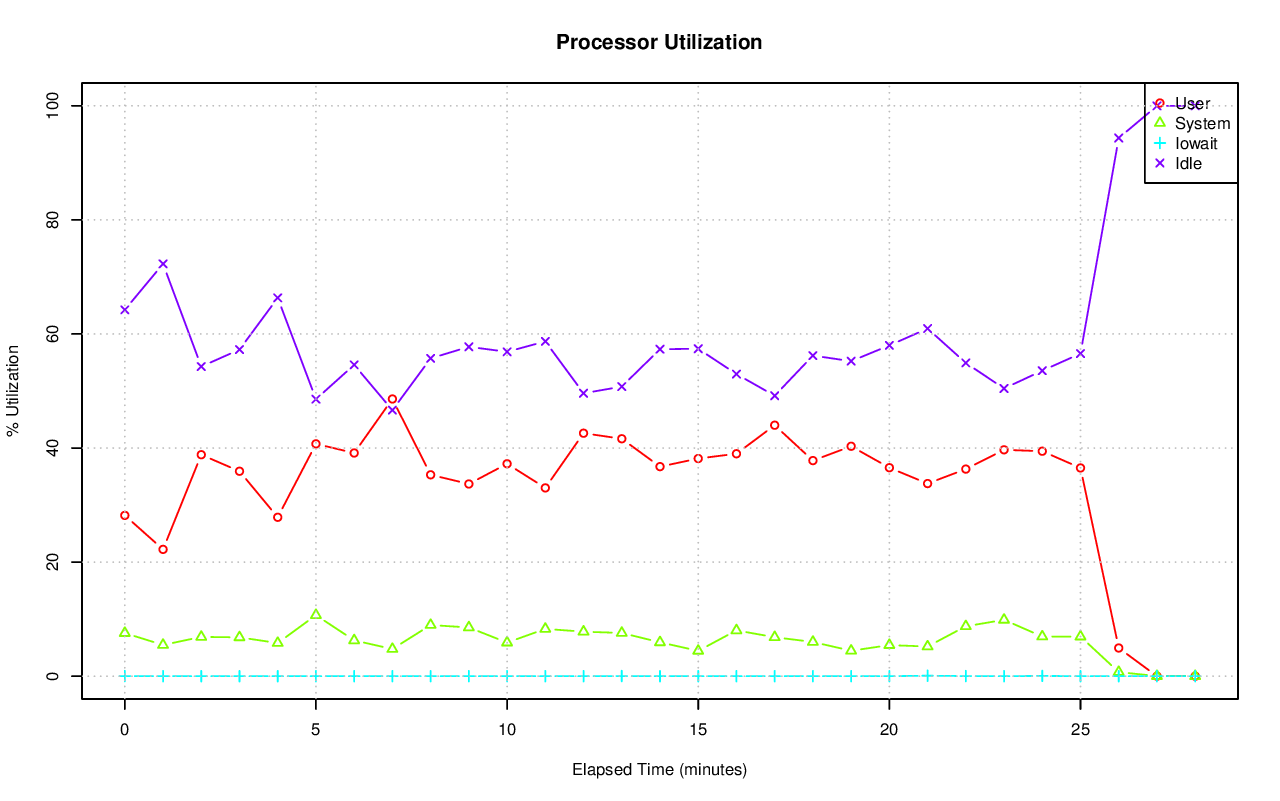 Processor Utilization
% Utilization
100
80
60
40
20
0
User
System
Iowait
Idle
0 5 10 15 20 25
Elapsed Time (minutes)